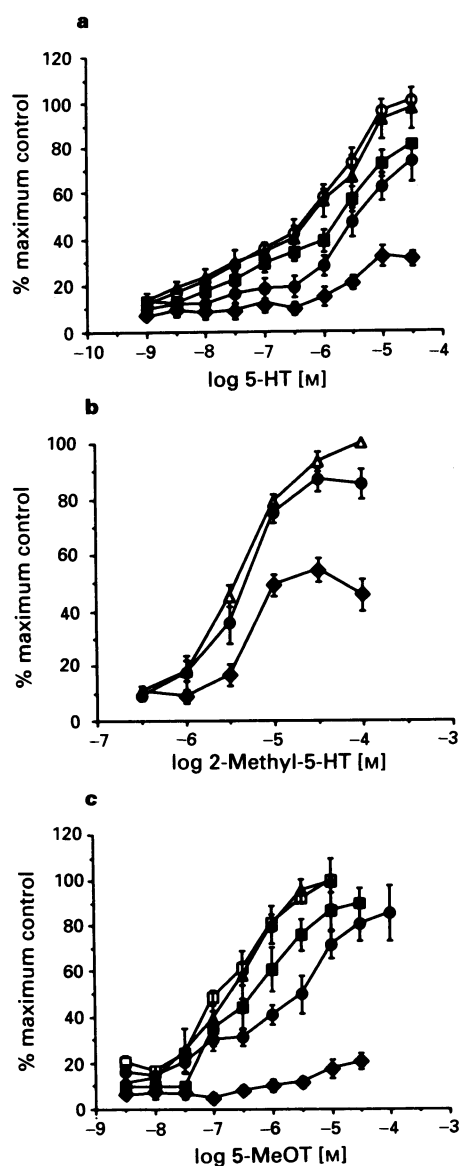 a
% maximum control
120
100
80
60
40
20
0
−10 −9 −8 −7 −6 −5 −4
log 5-HT [M]
b
% maximum control
100
80
60
40
20
0
−7 −6 −5 −4 −3
log 2-Methyl-5-HT [M]
c
% maximum control
120
100
80
60
40
20
0
−9 −8 −7 −6 −5 −4 −3
log 5-MeOT [M]